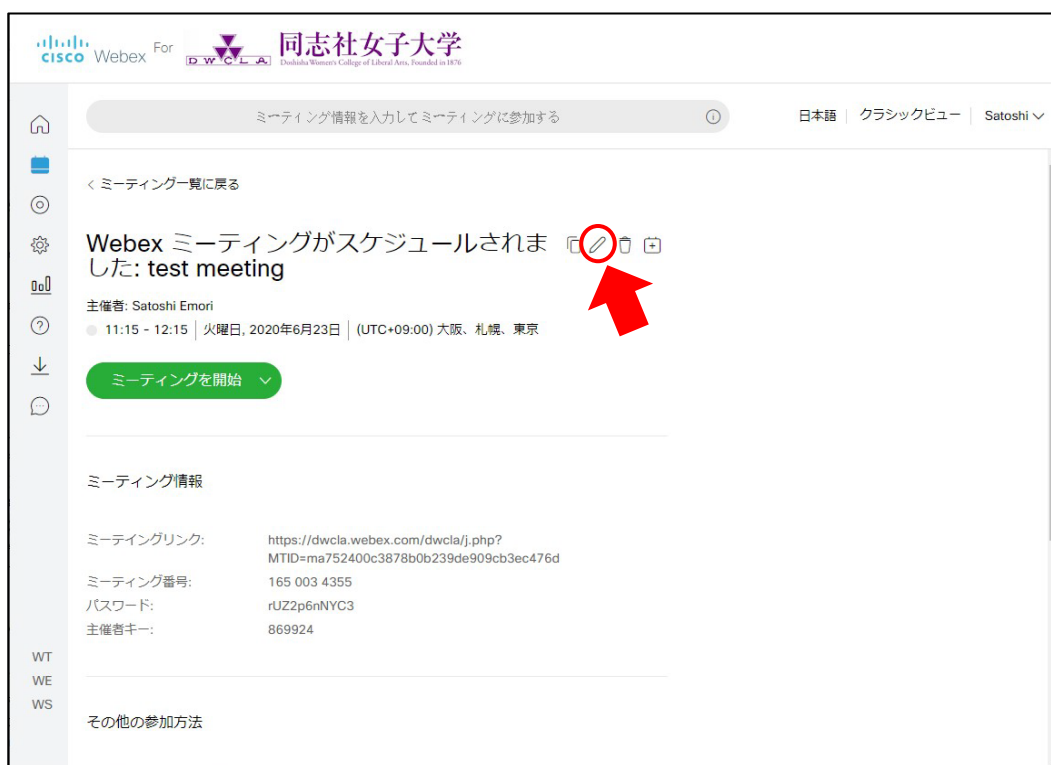 cisco Webex For DWCLA 同志社女子大学
Doshisha Women's College of Liberal Arts, Founded in 1876
ミーティング情報を入力してミーティングに参加する
日本語 クラシックビュー Satoshi
ミーティング一覧に戻る
Webex ミーティングがスケジュールされま
した: test meeting
主催者: Satoshi Emori
11:15 - 12:15 火曜日, 2020年6月23日 (UTC+09:00) 大阪、札幌、東京
ミーティングを開始
ミーティング情報
ミーテイングリンク: https://dwcla.webex.com/dwcla/j.php?
MTID=ma752400c3878b0b239de909cb3ec476d
ミーティング番号: 165 003 4355
パスワード: rUZ2p6nNYC3
主催者キー: 869924
WT
WE
WS
その他の参加方法